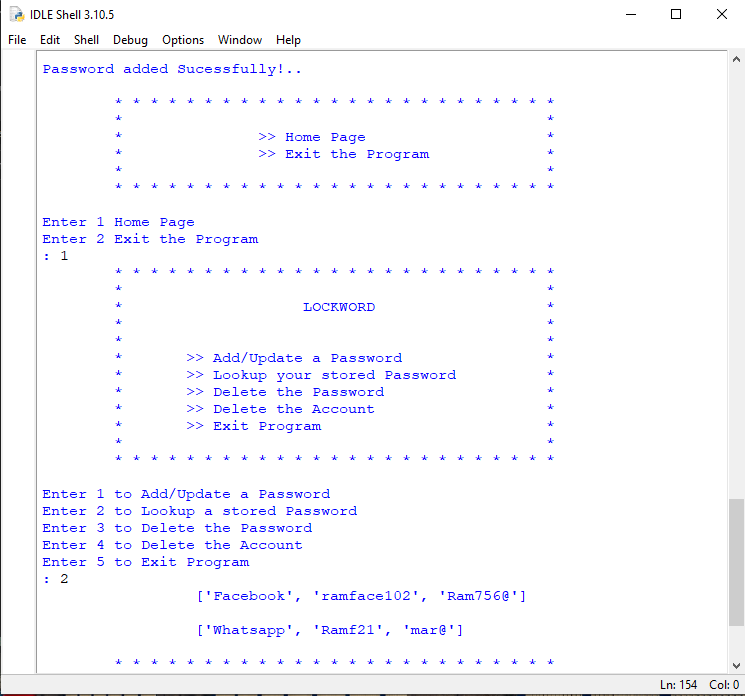 IDLE Shell 3.10.5
File Edit Shell Debug Options Window Help
Password added Sucessfully!..
* * * * * * * * * * * * * * * * * * * * * * * * *
* *
* >> Home Page *
* >> Exit the Program *
* *
* * * * * * * * * * * * * * * * * * * * * * * * *
Enter 1 Home Page
Enter 2 Exit the Program
: 1
* * * * * * * * * * * * * * * * * * * * * * * * *
* *
* LOCKWORD *
* *
* *
* >> Add/Update a Password *
* >> Lookup your stored Password *
* >> Delete the Password *
* >> Delete the Account *
* >> Exit Program *
* *
* * * * * * * * * * * * * * * * * * * * * * * * *
Enter 1 to Add/Update a Password
Enter 2 to Lookup a stored Password
Enter 3 to Delete the Password
Enter 4 to Delete the Account
Enter 5 to Exit Program
: 2
['Facebook', 'ramface102', 'Ram756@']
['Whatsapp', 'Ramf21', 'mar@']
* * * * * * * * * * * * * * * * * * * * * * * * *
Ln: 154 Col: 0